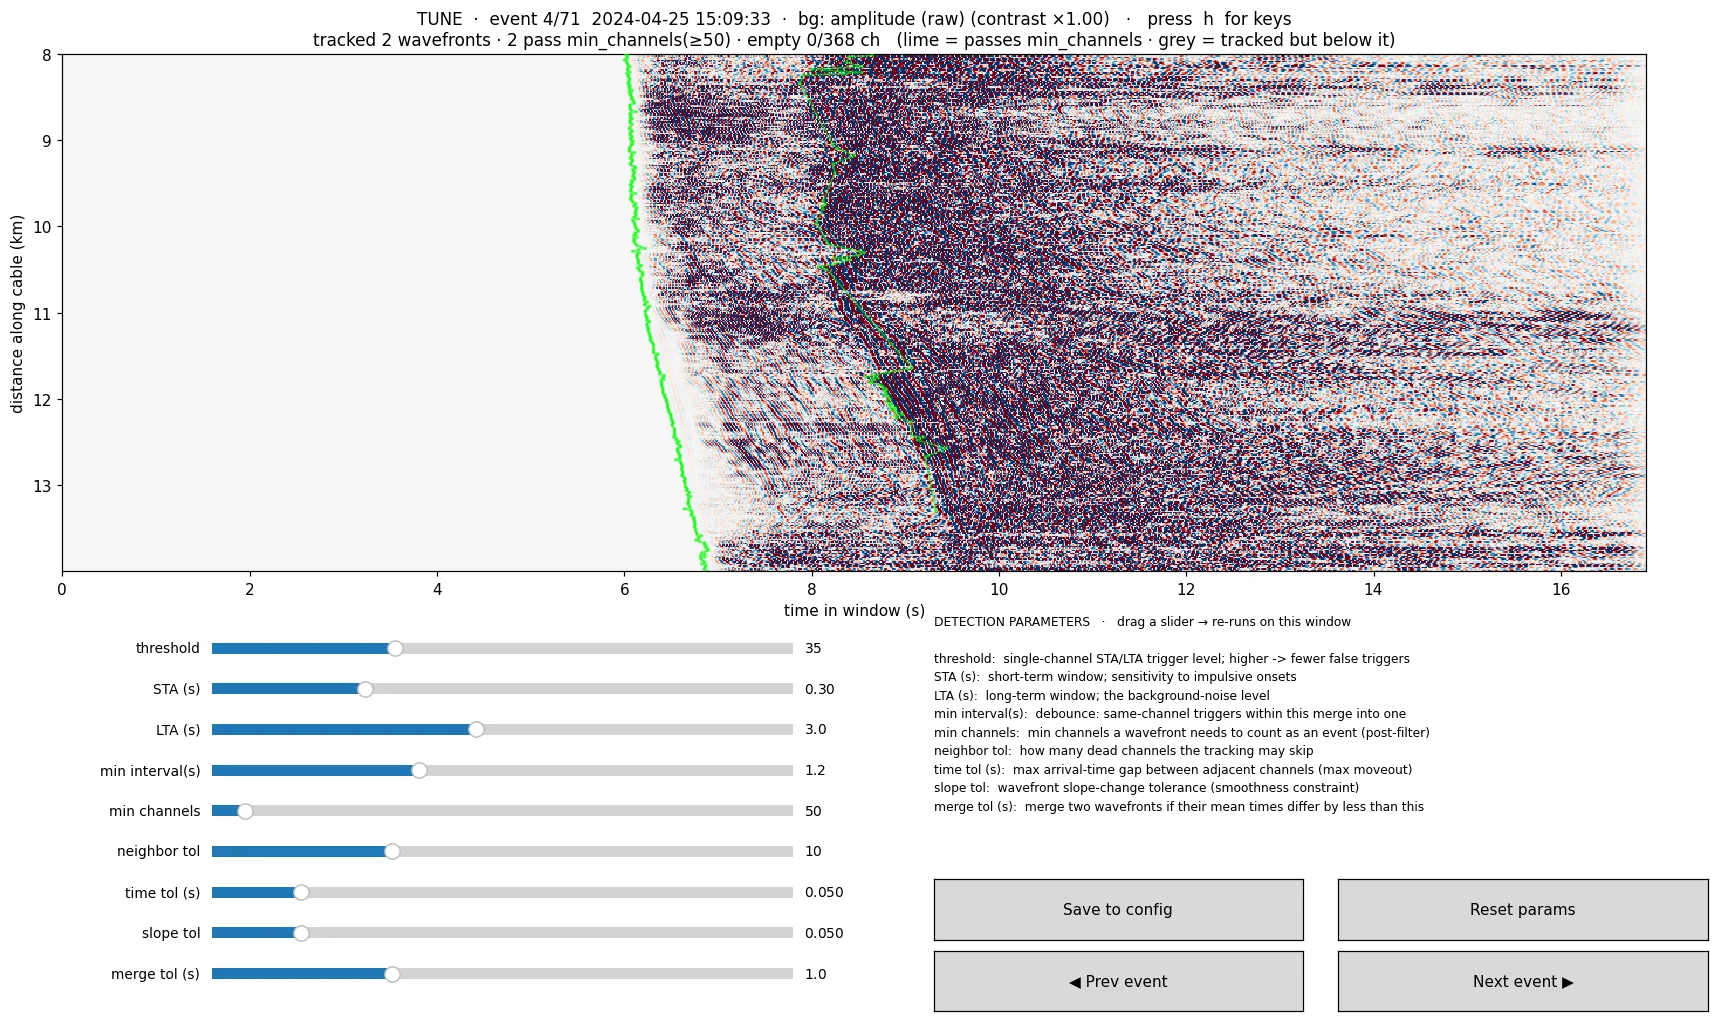 TUNE · event 4/71 2024-04-25 15:09:33 · bg: amplitude (raw) (contrast ×1.00) · press h for keys
tracked 2 wavefronts · 2 pass min_channels(≥50) · empty 0/368 ch (lime = passes min_channels · grey = tracked but below it)
distance along cable (km)
8
9
10
11
12
13
0 2 4 6 8 10 12 14 16
time in window (s)
threshold 35
STA (s) 0.30
LTA (s) 3.0
min interval(s) 1.2
min channels 50
neighbor tol 10
time tol (s) 0.050
slope tol 0.050
merge tol (s) 1.0
DETECTION PARAMETERS · drag a slider → re-runs on this window
threshold: single-channel STA/LTA trigger level; higher -> fewer false triggers
STA (s): short-term window; sensitivity to impulsive onsets
LTA (s): long-term window; the background-noise level
min interval(s): debounce: same-channel triggers within this merge into one
min channels: min channels a wavefront needs to count as an event (post-filter)
neighbor tol: how many dead channels the tracking may skip
time tol (s): max arrival-time gap between adjacent channels (max moveout)
slope tol: wavefront slope-change tolerance (smoothness constraint)
merge tol (s): merge two wavefronts if their mean times differ by less than this
Save to config
Reset params
◀ Prev event
Next event ▶